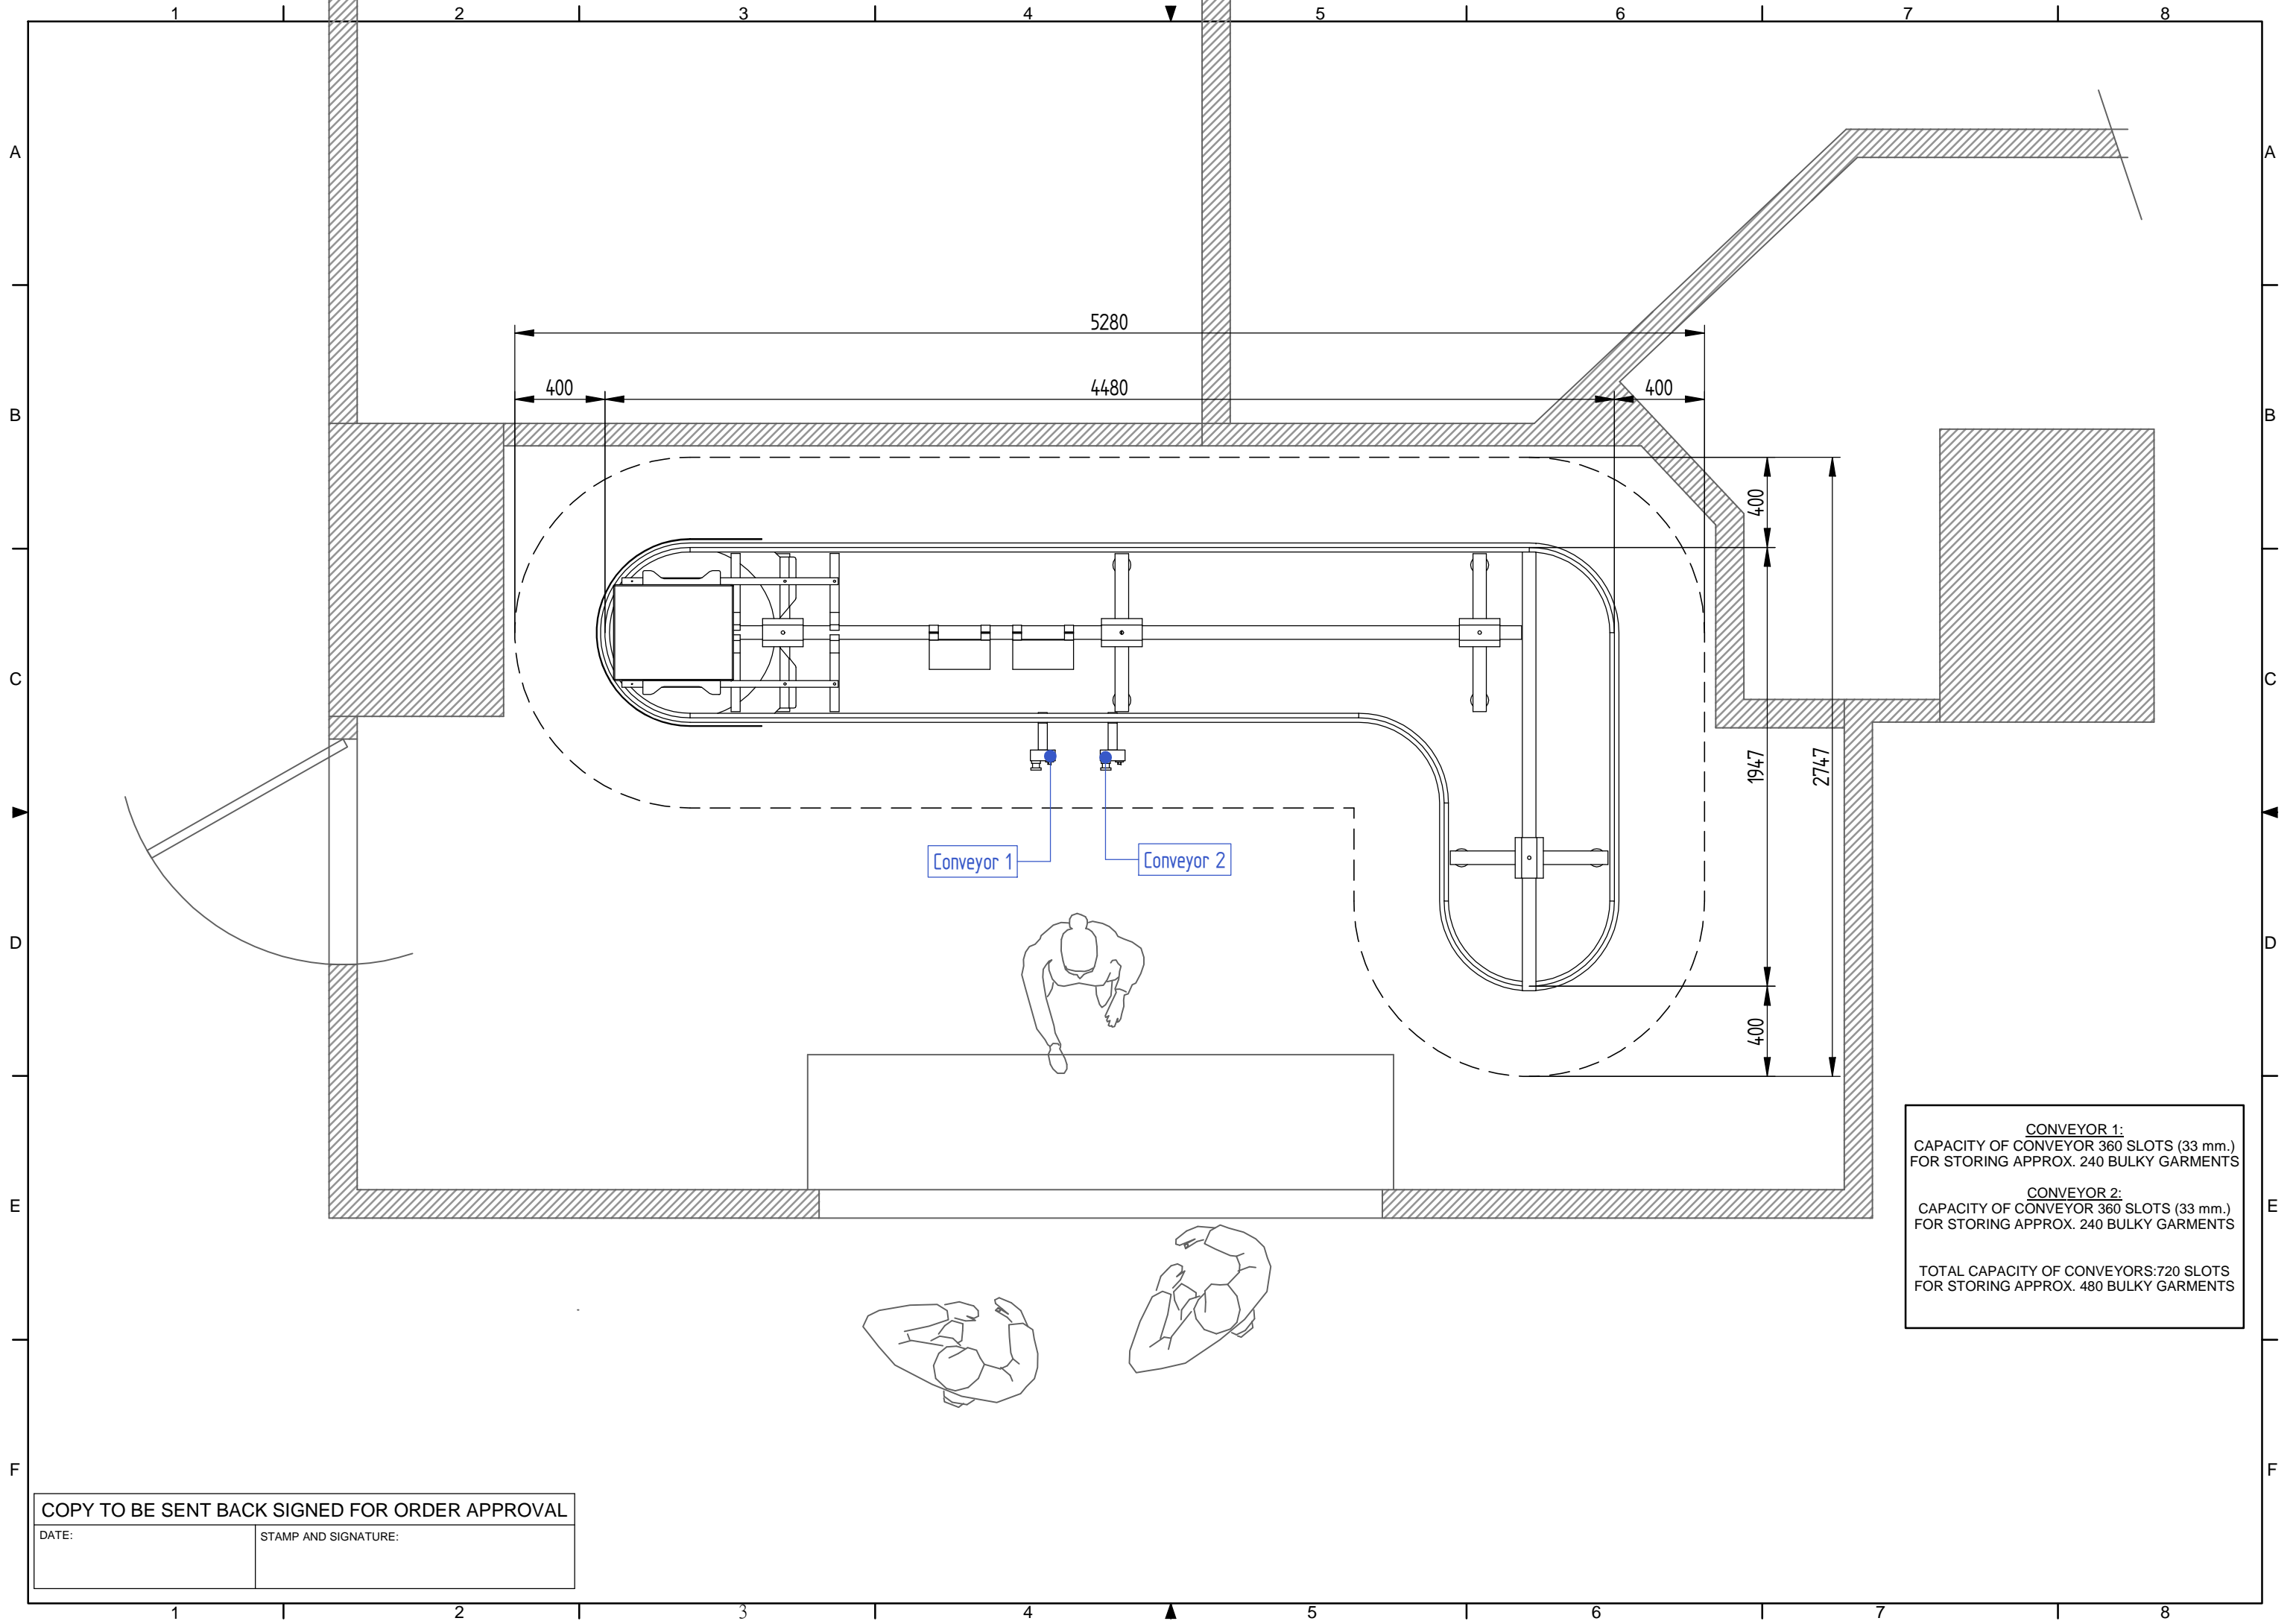 1 2 3 4 5 6 7 8
A A
5280
400 4480 400
B B
400
C C
1947 2747
Conveyor 1 Conveyor 2
D D
400
CONVEYOR 1:
CAPACITY OF CONVEYOR 360 SLOTS (33 mm.)
FOR STORING APPROX. 240 BULKY GARMENTS
CONVEYOR 2:
CAPACITY OF CONVEYOR 360 SLOTS (33 mm.)
FOR STORING APPROX. 240 BULKY GARMENTS
E E
TOTAL CAPACITY OF CONVEYORS:720 SLOTS
FOR STORING APPROX. 480 BULKY GARMENTS
F F
COPY TO BE SENT BACK SIGNED FOR ORDER APPROVAL
DATE: STAMP AND SIGNATURE:
1 2 3 4 5 6 7 8